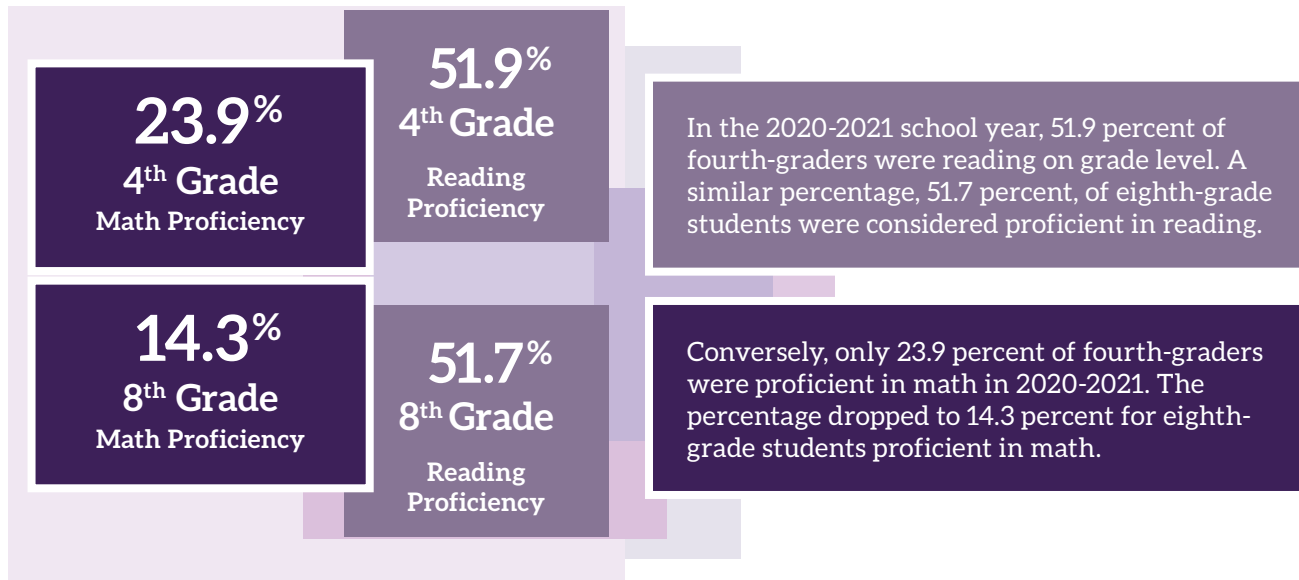 23.9%
4th Grade
Math Proficiency
51.9%
4th Grade
Reading
Proficiency
14.3%
8th Grade
Math Proficiency
51.7%
8th Grade
Reading
Proficiency
In the 2020-2021 school year, 51.9 percent of
fourth-graders were reading on grade level. A
similar percentage, 51.7 percent, of eighth-grade
students were considered proficient in reading.
Conversely, only 23.9 percent of fourth-graders
were proficient in math in 2020-2021. The
percentage dropped to 14.3 percent for eighth-
grade students proficient in math.